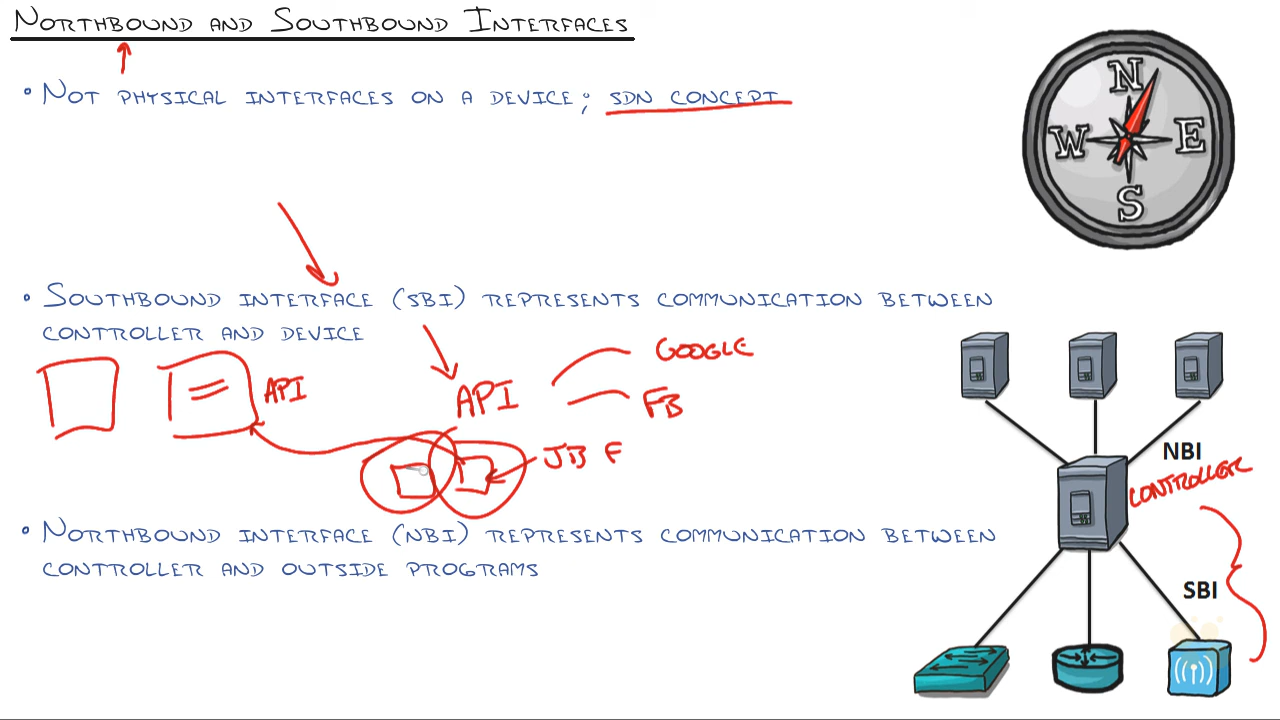 Northbound and Southbound Interfaces
• Not physical interfaces on a device; SDN concept
N
W E
S
• Southbound interface (SBI) represents communication between
controller and device
API
API
GOOGLE
FB
JB F
NBI
CONTROLLER
• Northbound interface (NBI) represents communication between
controller and outside programs
SBI